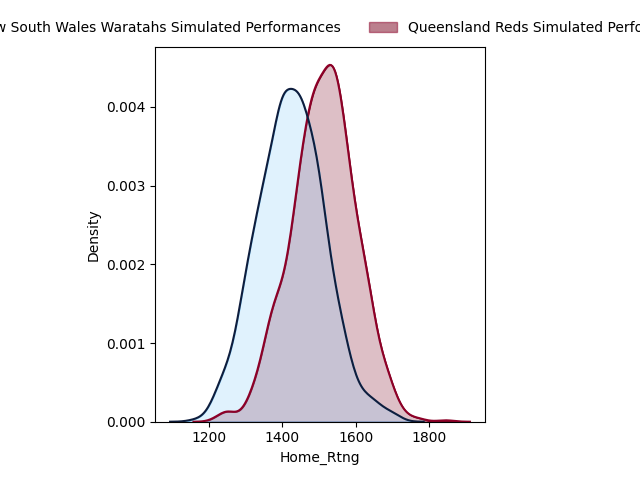 South Wales Waratahs Simulated Performances
Queensland Reds Simulated
0.004
0.003
0.002
0.001
0.000
Density
1200 1400 1600 1800
Home_Rtng